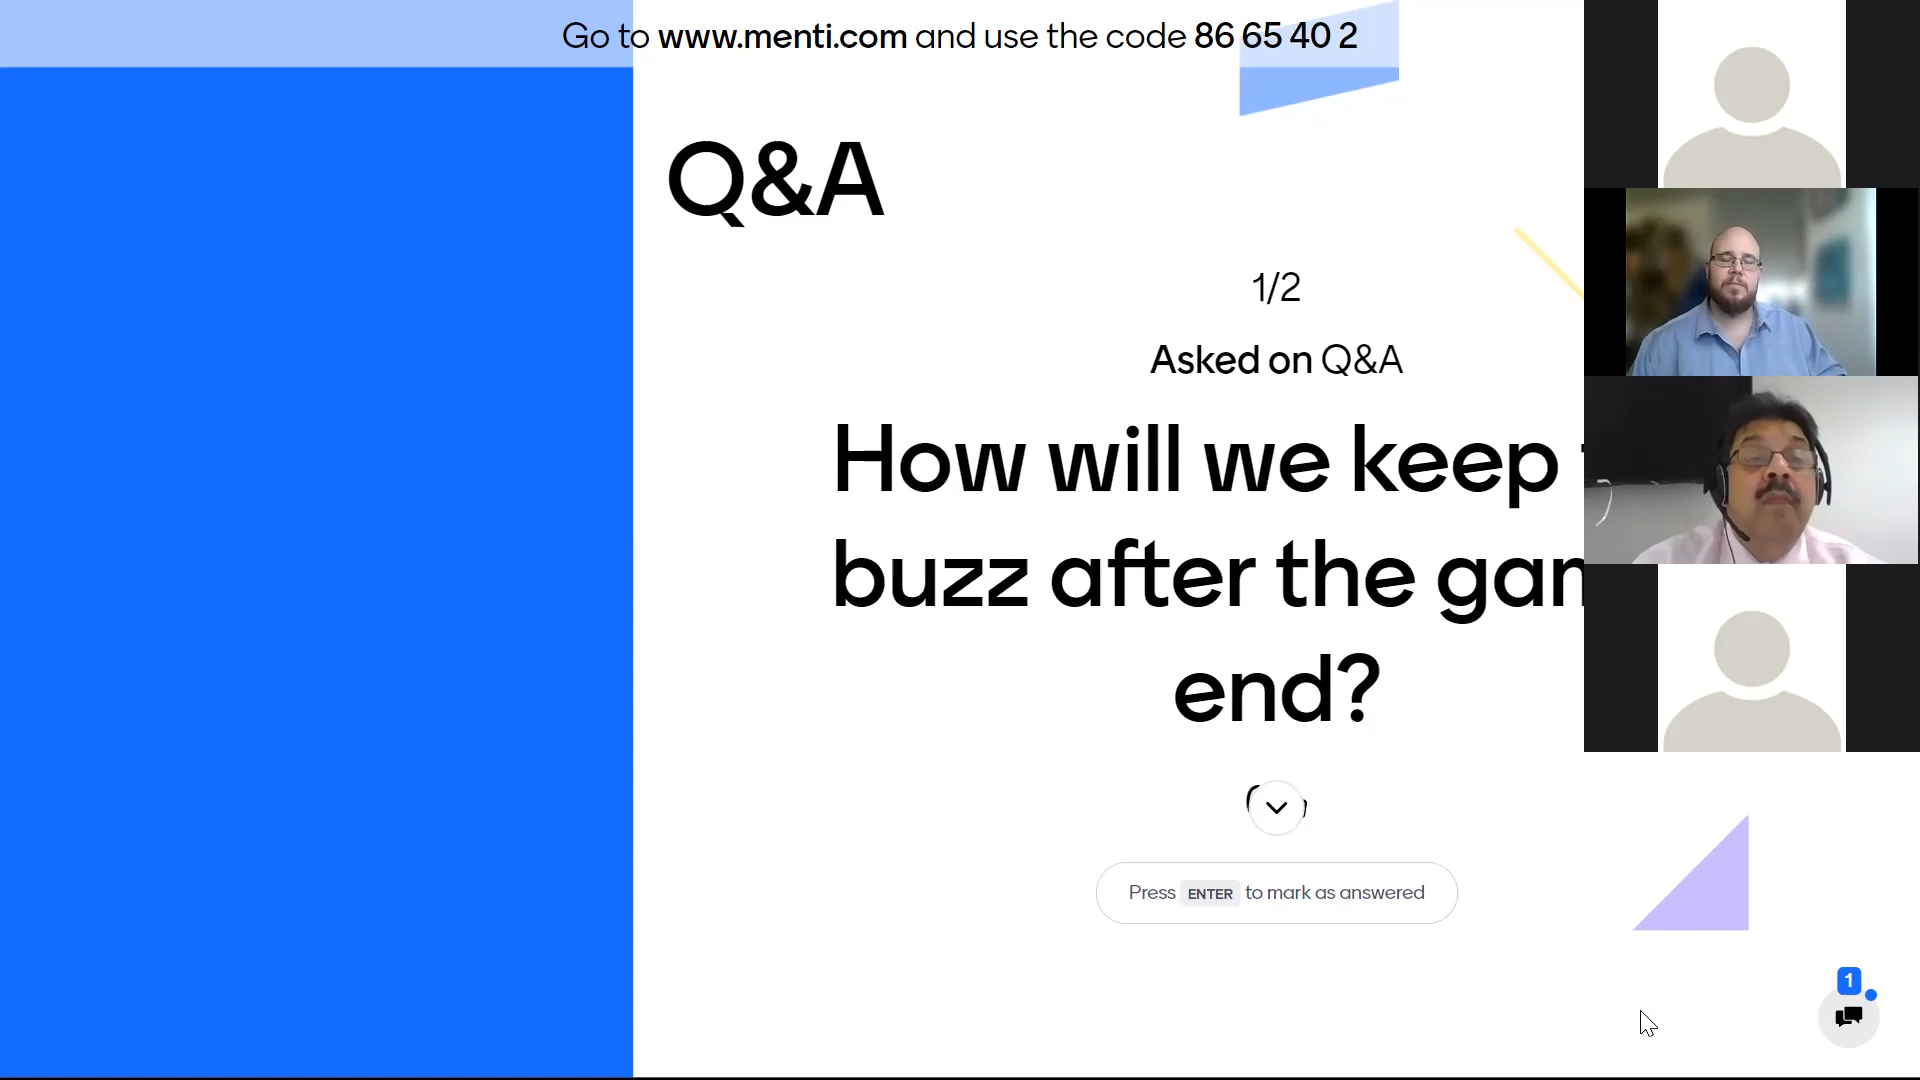 Go to www.menti.com and use the code 86 65 40 2
Q&A
1/2
Asked on Q&A
How will we keep
buzz after the
end?
Press ENTER to mark as answered
1